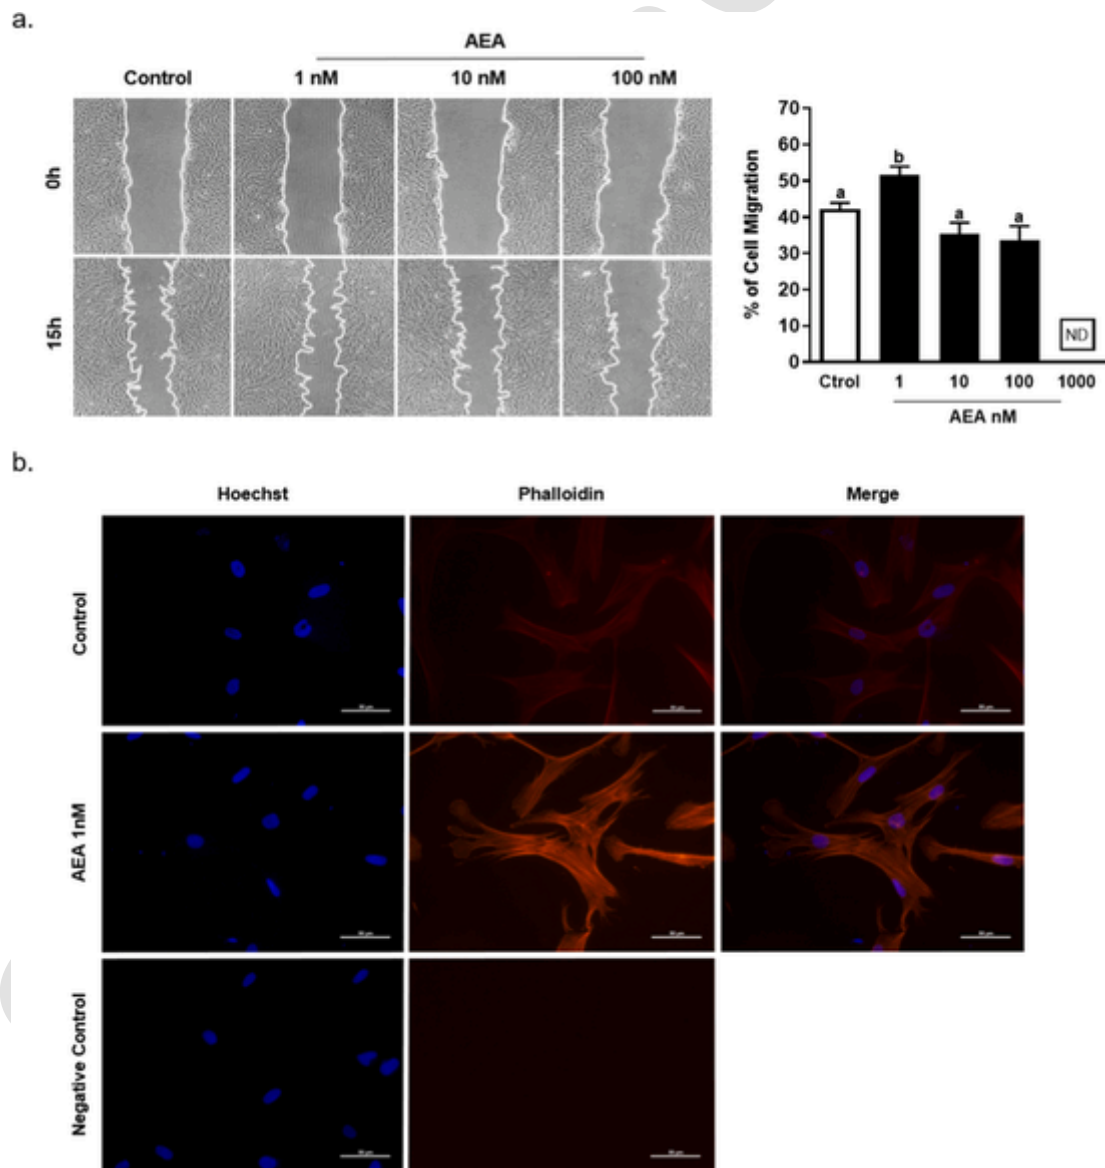 a.
AEA
Control 1 nM 10 nM 100 nM
0h
15h
% of Cell Migration
70
60
50
40
30
20
10
0
a
b
a
a
ND
Ctrol 1 10 100 1000
AEA nM
b.
Hoechst Phalloidin Merge
Control
AEA 1nM
Negative Control